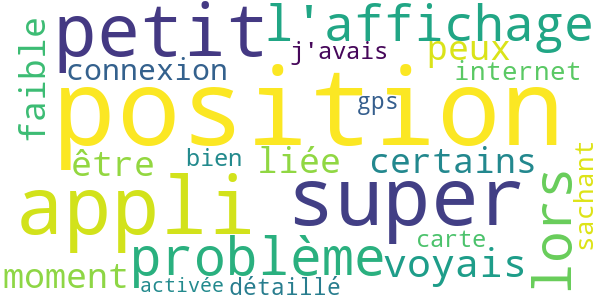 petit l'affichage
faible
j'avais peux
connexion internet
position
gps
être bien liée certains
sachant
appli super lors
problème carte
moment voyais
activée détaillé